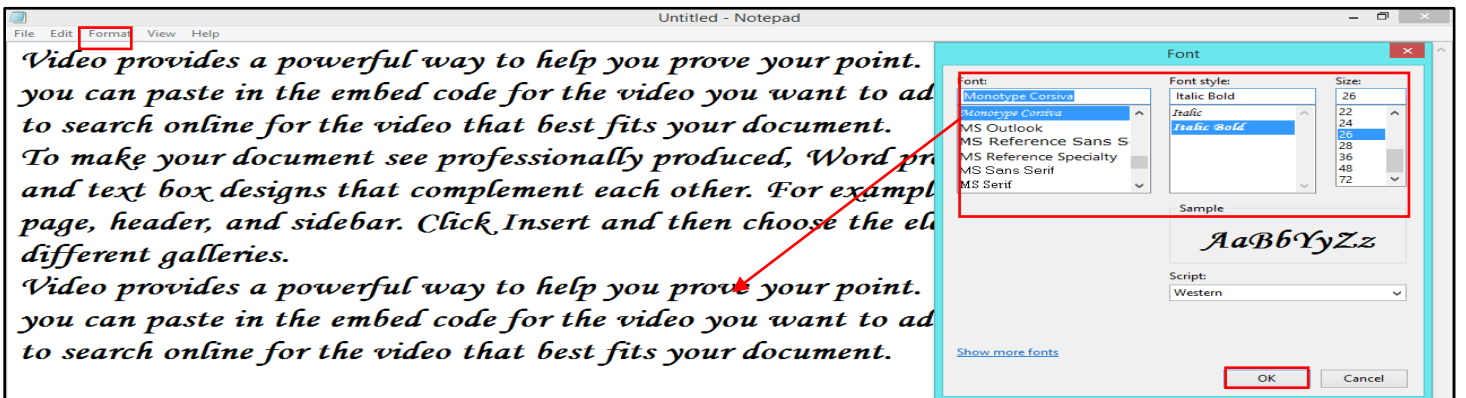 Untitled - Notepad
File Edit Format View Help
Video provides a powerful way to help you prove your point.
you can paste in the embed code for the video you want to ad
to search online for the video that best fits your document.
To make your document see professionally produced, Word pr
and text box designs that complement each other. For exampl
page, header, and sidebar. Click Insert and then choose the el
different galleries.
Video provides a powerful way to help you prove your point.
you can paste in the embed code for the video you want to ad
to search online for the video that best fits your document.
Font
Font: Font style: Size:
Monotype Corsiva Italic Bold 26
Monotype Corsiva Italic 22
MS Outlook Italic Bold 24
MS Reference Sans S 26
MS Reference Specialty 28
MS Sans Serif 36
MS Serif 48
72
Sample
AaBbYyZz
Script:
Western
Show more fonts
OK Cancel